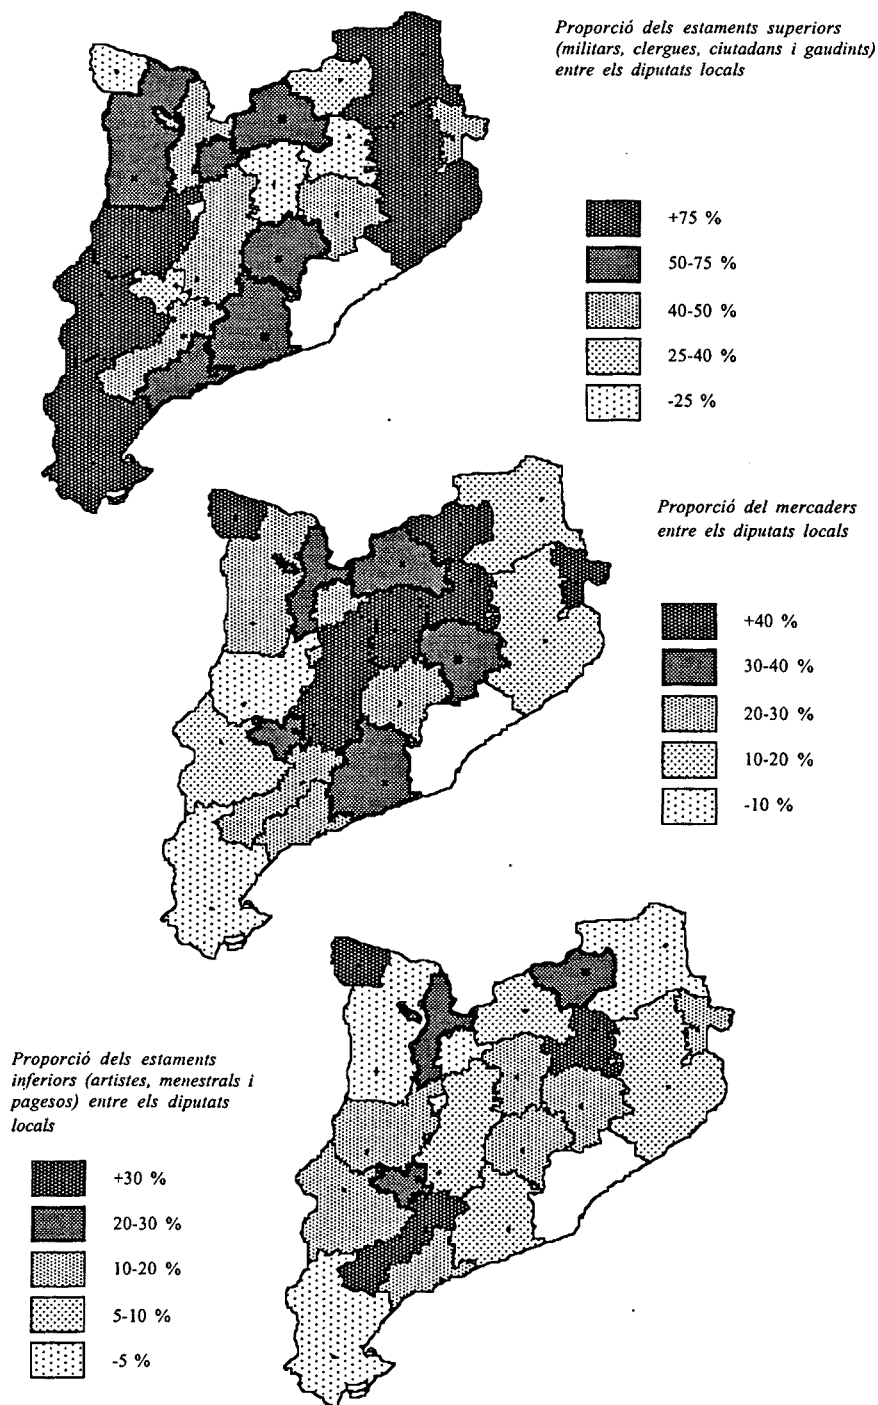 Proporció dels estaments superiors
(militars, clergues, ciutadans i gaudints)
entre els diputats locals
+75 %
50-75 %
40-50 %
25-40 %
-25 %
Proporció del mercaders
entre els diputats locals
+40 %
30-40 %
20-30 %
10-20 %
-10 %
Proporció dels estaments
inferiors (artistes, menestrals i
pagesos) entre els diputats
locals
+30 %
20-30 %
10-20 %
5-10 %
-5 %